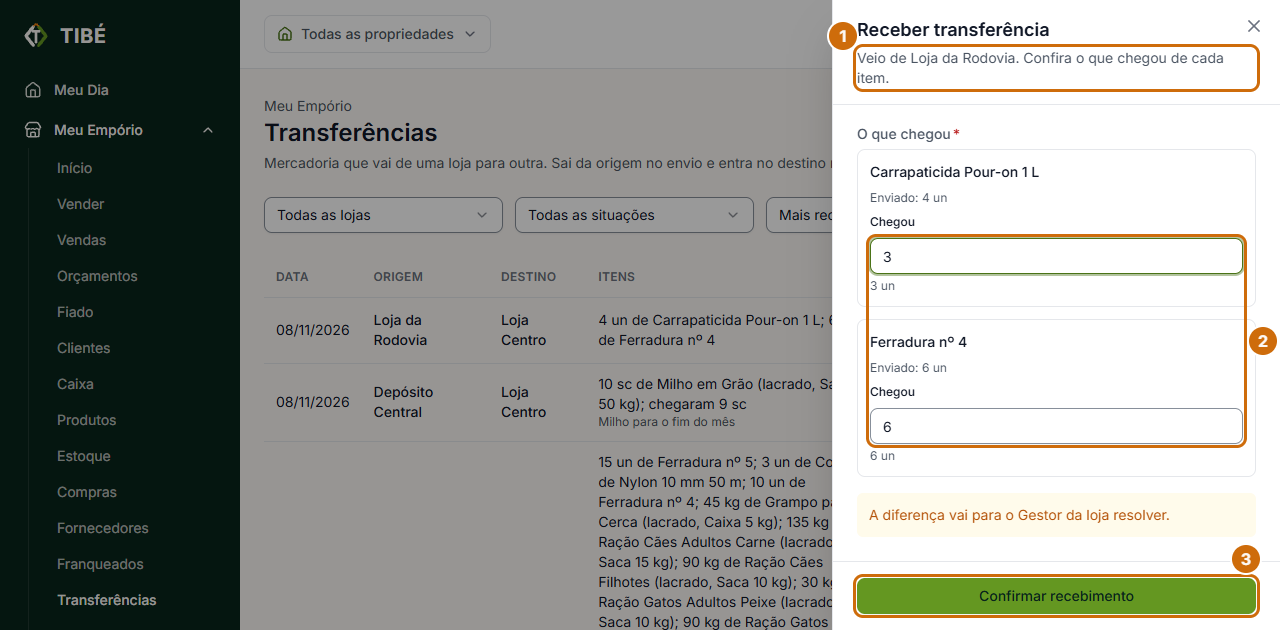 TIBÉ
Meu Dia
Meu Empório
Início
Vender
Vendas
Orçamentos
Fiado
Clientes
Caixa
Produtos
Estoque
Compras
Fornecedores
Franqueados
Transferências
Todas as propriedades
Meu Empório
Transferências
Mercadoria que vai de uma loja para outra. Sai da origem no envio e entra no destino
Todas as lojas
Todas as situações
Mais
DATA ORIGEM DESTINO ITENS
08/11/2026
Loja da
Rodovia
Loja
Centro
4 un de Carrapaticida Pour-on 1 L; 6
de Ferradura nº 4
08/11/2026
Depósito
Central
Loja
Centro
10 sc de Milho em Grão (lacrado,
50 kg); chegaram 9 sc
Milho para o fim do mês
15 un de Ferradura nº 5; 3 un de
de Nylon 10 mm 50 m; 10 un de
Ferradura nº 4; 45 kg de Grampo
Cerca (lacrado, Caixa 5 kg); 135 kg
Ração Cães Adultos Carne (lacrado
Saca 15 kg); 90 kg de Ração Cães
Filhotes (lacrado, Saca 10 kg); 30
Ração Gatos Adultos Peixe (lacrado
Saca 10 kg); 90 kg de Ração Gatos
1
Receber transferência
Veio de Loja da Rodovia. Confira o que chegou de cada
item.
O que chegou *
Carrapaticida Pour-on 1 L
Enviado: 4 un
Chegou
3
3 un
2
Ferradura nº 4
Enviado: 6 un
Chegou
6
6 un
A diferença vai para o Gestor da loja resolver.
3
Confirmar recebimento